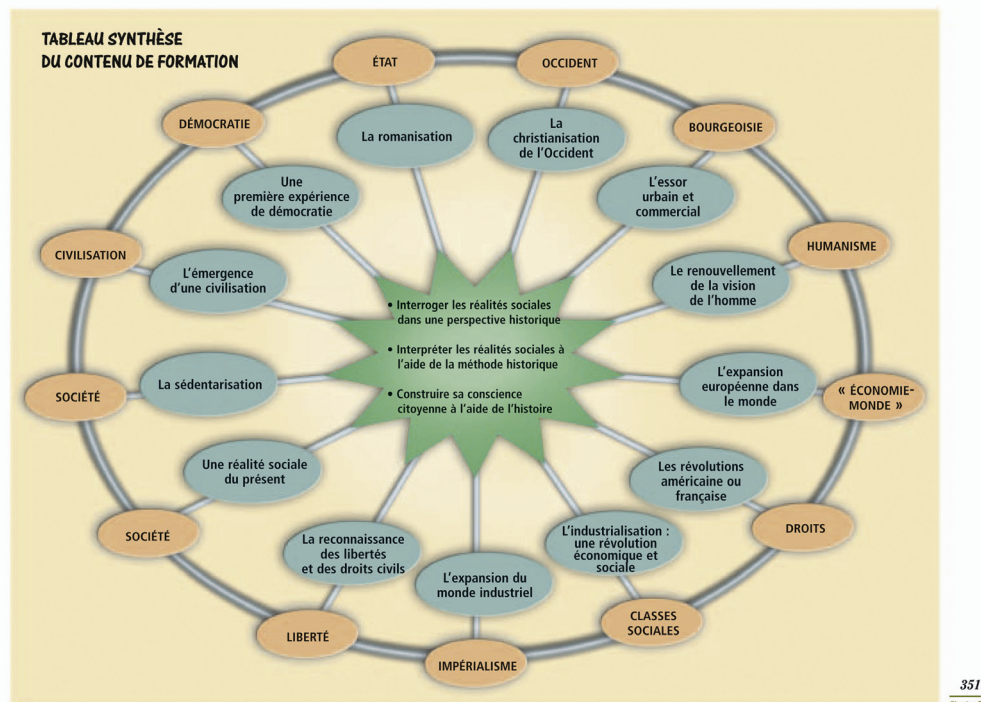 TABLEAU SYNTHÈSE
DU CONTENU DE FORMATION
ÉTAT
OCCIDENT
DÉMOCRATIE
BOURGEOISIE
La romanisation
La
christianisation
de l'Occident
Une
première expérience
de démocratie
L'essor
urbain et
commercial
CIVILISATION
HUMANISME
L'émergence
d'une civilisation
Le renouvellement
de la vision
de l'homme
• Interroger les réalités sociales
dans une perspective historique
• Interpréter les réalités sociales à
l'aide de la méthode historique
• Construire sa conscience
citoyenne à l'aide de l'histoire
SOCIÉTÉ
La sédentarisation
L'expansion
européenne dans
le monde
« ÉCONOMIE-
MONDE »
Une réalité sociale
du présent
Les révolutions
américaine ou
française
SOCIÉTÉ
DROITS
La reconnaissance
des libertés
et des droits civils
L'expansion du
monde industriel
L'industrialisation :
une révolution
économique et
sociale
LIBERTÉ
IMPÉRIALISME
CLASSES
SOCIALES
351